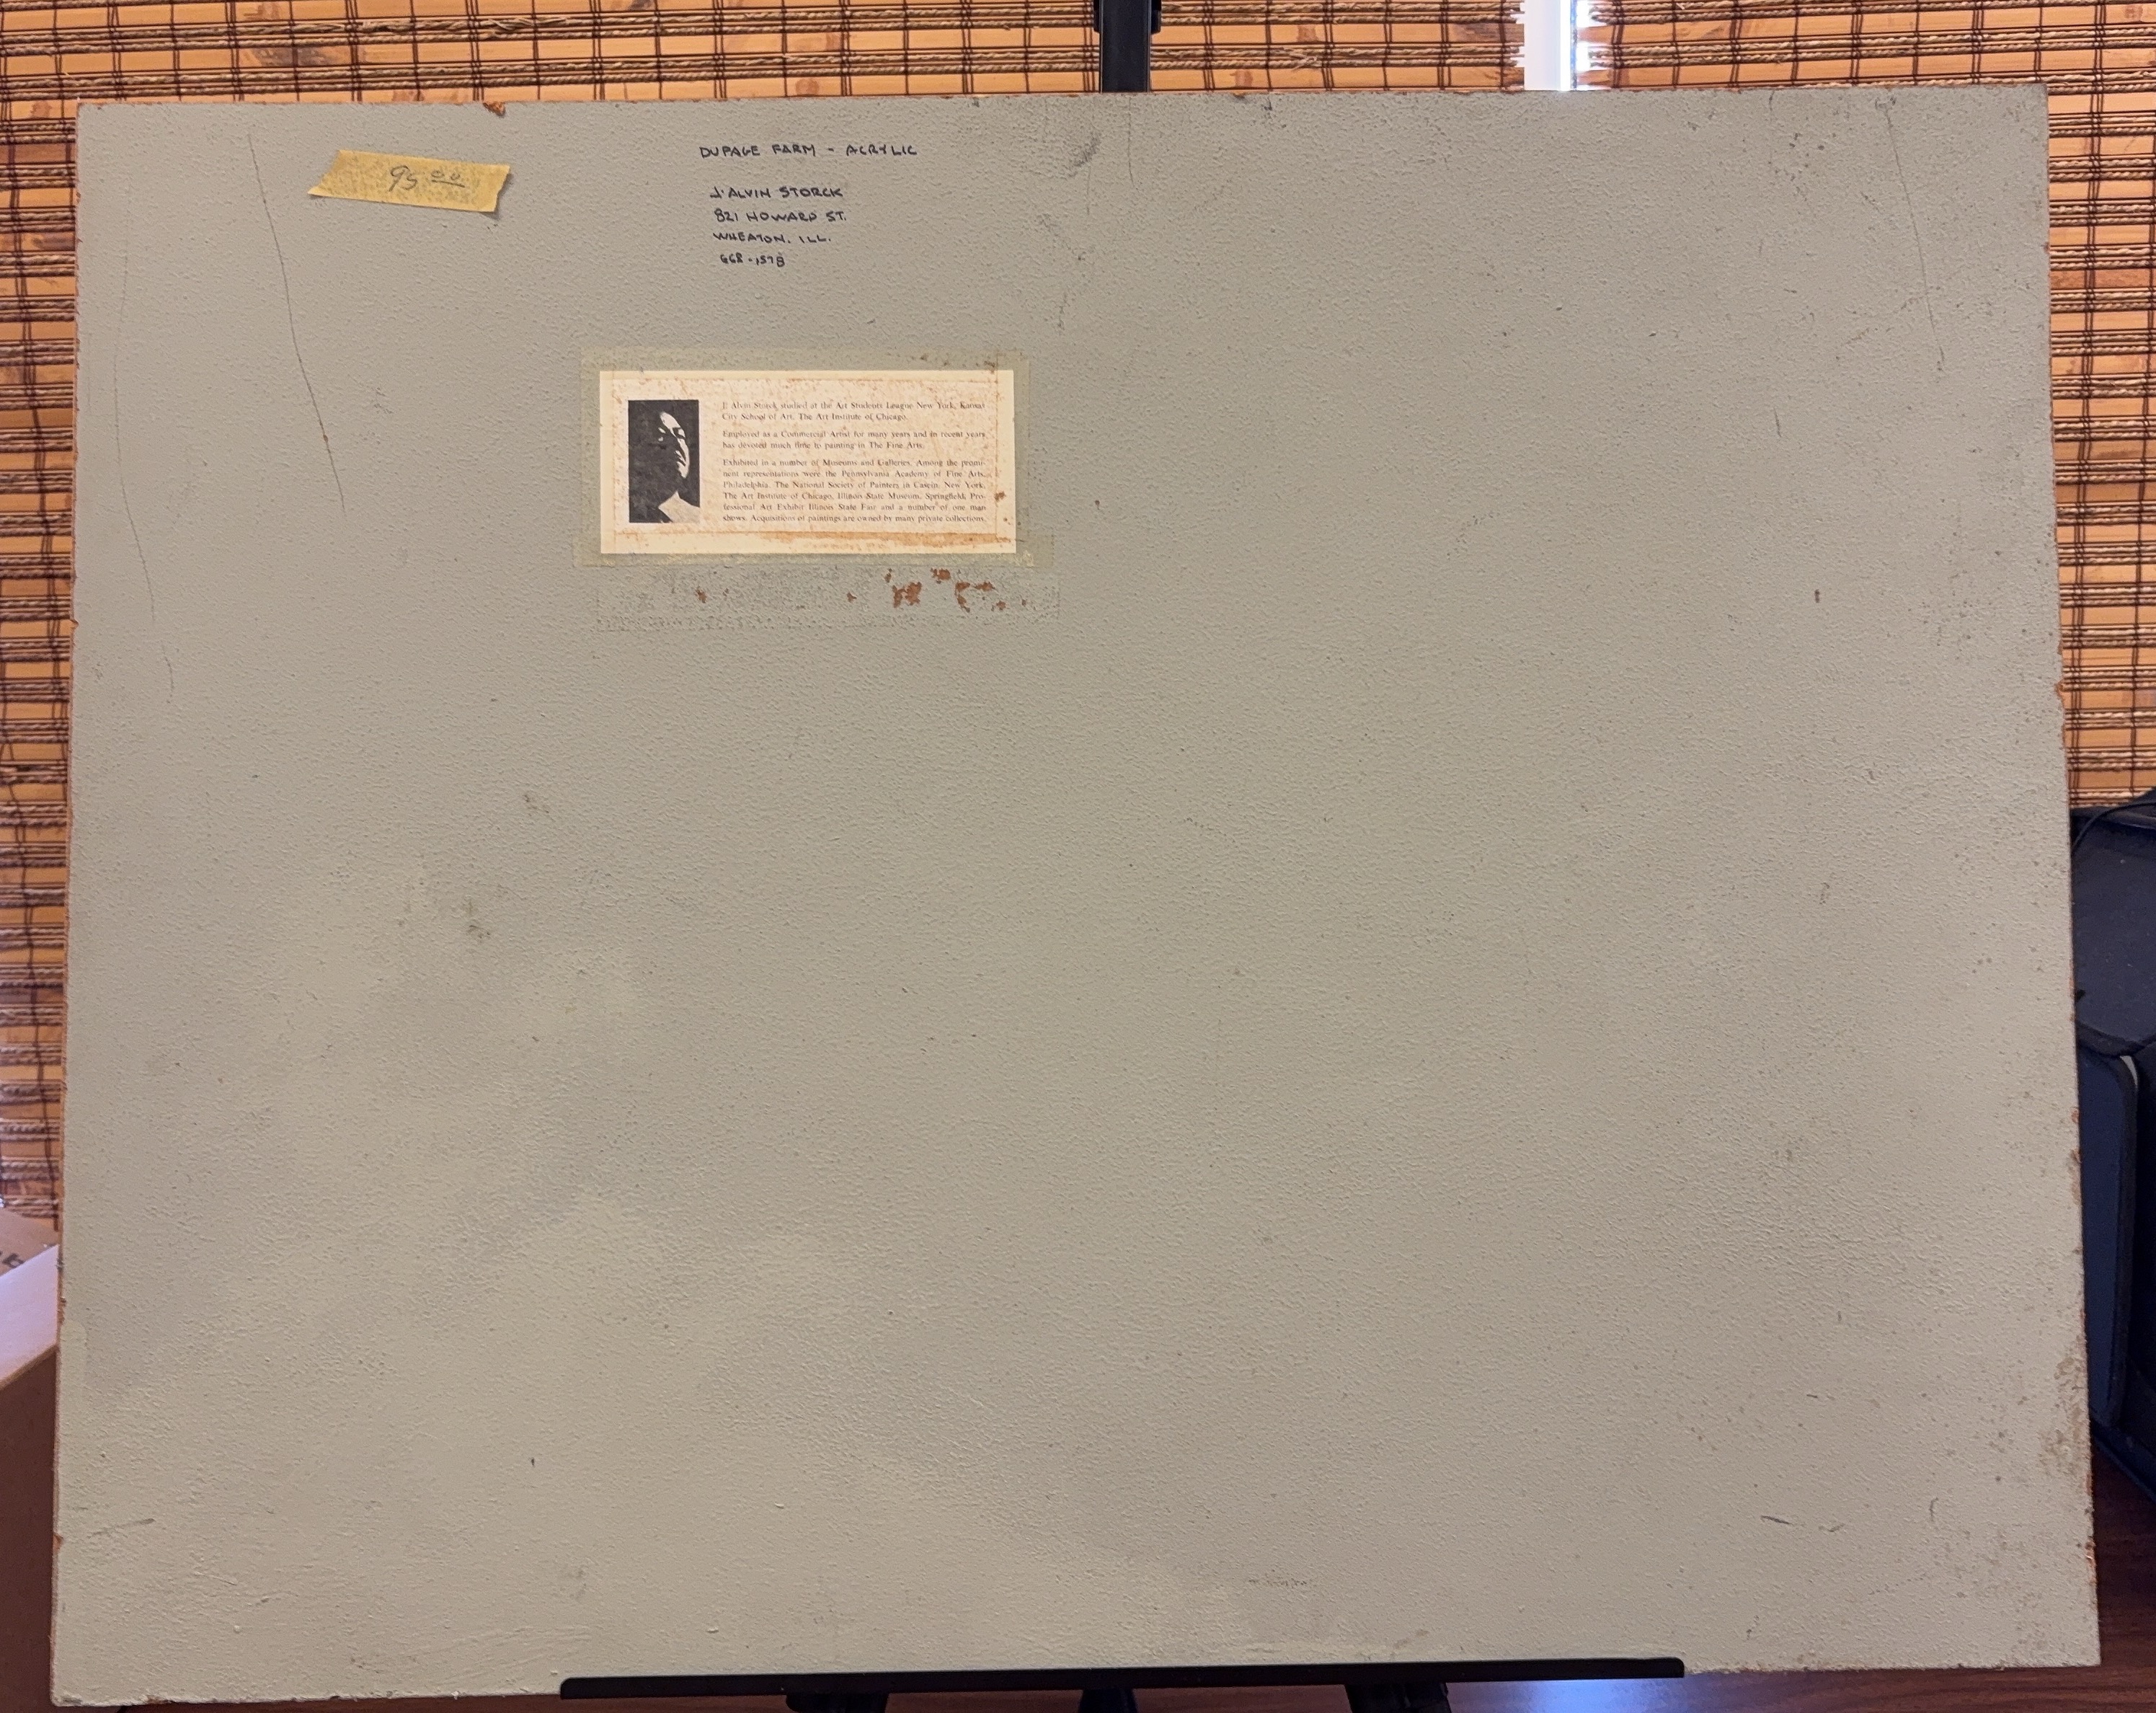 DUPAGE FARM - ACRYLIC
95 00
J. ALVIN STORCK
821 HOWARD ST.
WHEATON. ILL.
668-1578
J. Alvin Storck studied at the Art Students League New York, Kansas
City School of Art, The Art Institute of Chicago.
Employed as a Commercial Artist for many years and in recent years
has devoted much time to painting in The Fine Arts.
Exhibited in a number of Museums and Galleries. Among the promi-
nent representations were the Pennsylvania Academy of Fine Arts,
Philadelphia. The National Society of Painters in Casein, New York.
The Art Institute of Chicago, Illinois State Museum, Springfield, Pro-
fessional Art Exhibit Illinois State Fair and a number of one man
shows. Acquisitions of paintings are owned by many private collections.